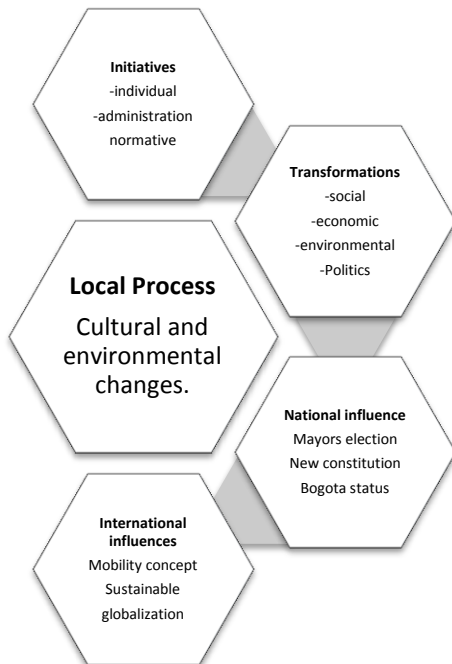 Initiatives
-individual
-administration
normative
Transformations
-social
-economic
-environmental
-Politics
Local Process
Cultural and
environmental
changes.
National influence
Mayors election
New constitution
Bogota status
International
influences
Mobility concept
Sustainable
globalization